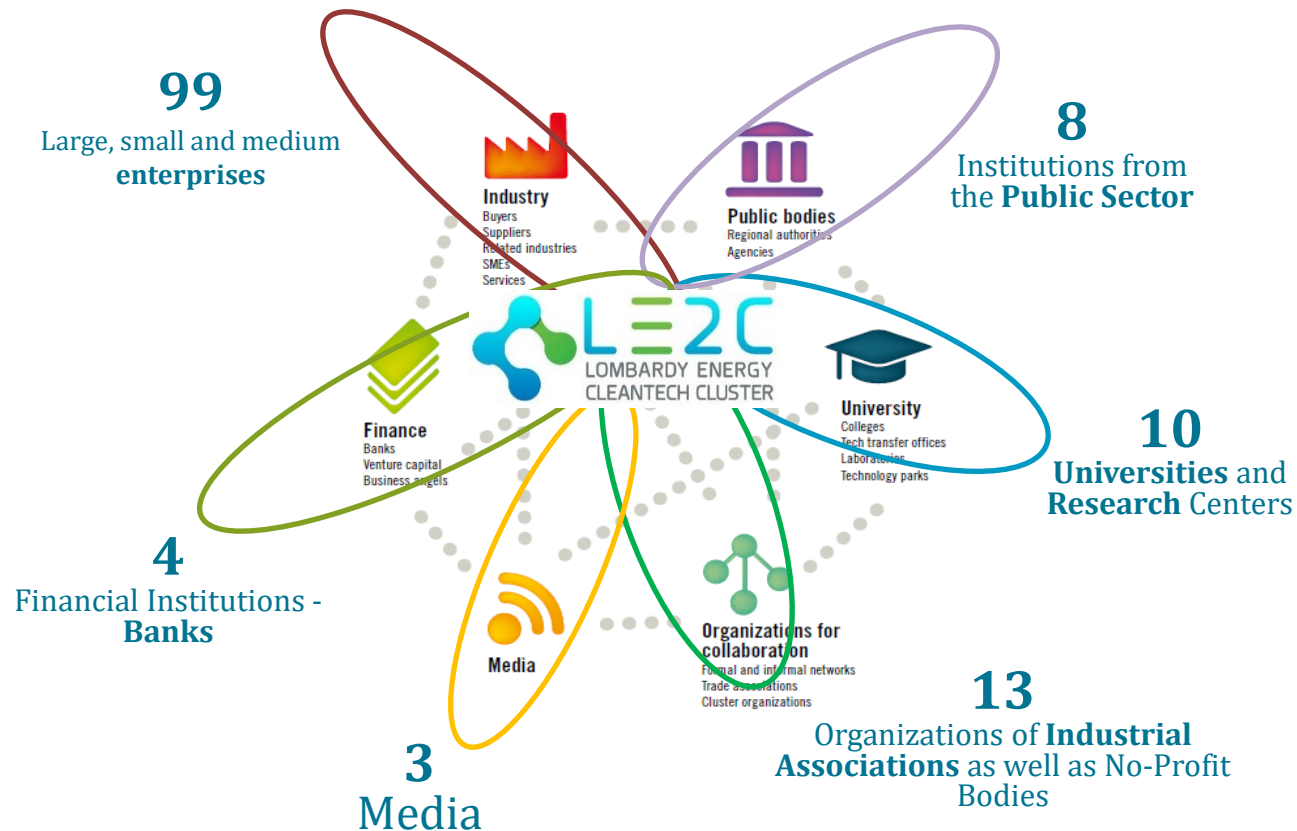 99
Large, small and medium
enterprises
8
Institutions from
the Public Sector
Industry
Buyers
Suppliers
Related industries
SMEs
Services
Public bodies
Regional authorities
Agencies
LE2C
LOMBARDY ENERGY
CLEANTECH CLUSTER
Finance
Banks
Venture capital
Business angels
University
Colleges
Tech transfer offices
Laboratories
Technology parks
10
Universities and
Research Centers
4
Financial Institutions -
Banks
Media
Organizations for
collaboration
Formal and informal networks
Trade associations
Cluster organizations
3
Media
13
Organizations of Industrial
Associations as well as No-Profit
Bodies